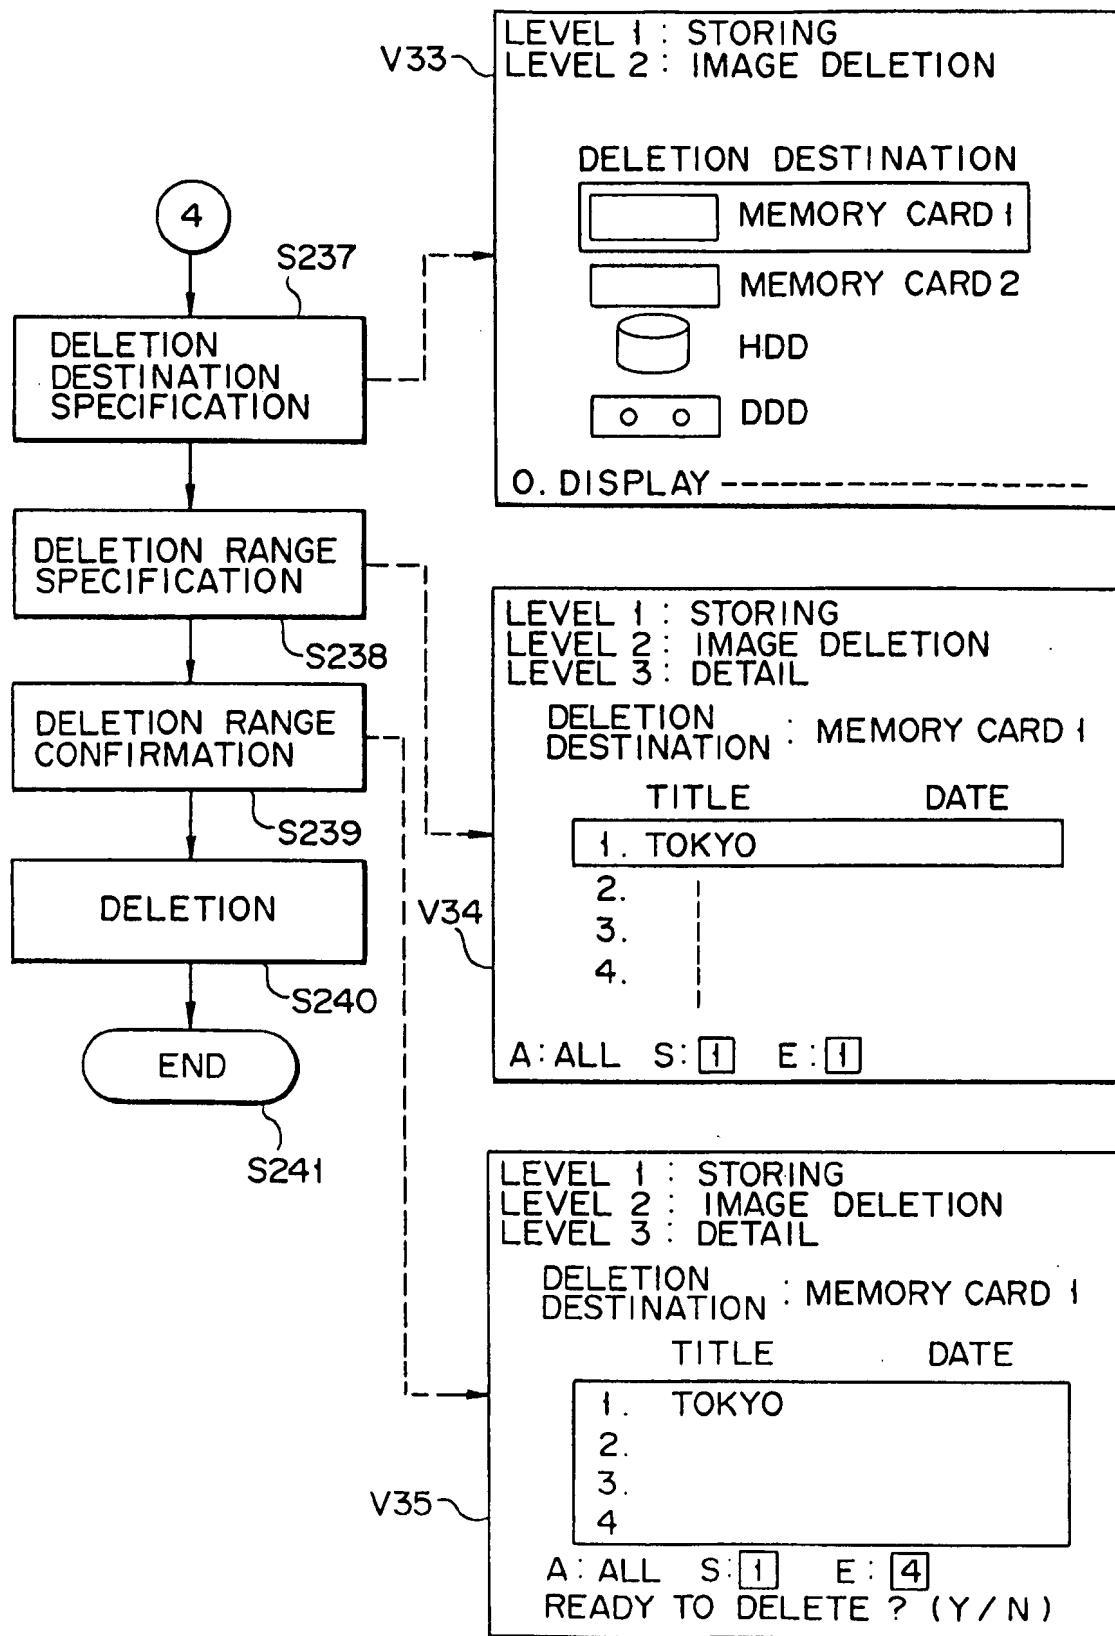 4
S237
DELETION
DESTINATION
SPECIFICATION
DELETION RANGE
SPECIFICATION
S238
DELETION RANGE
CONFIRMATION
S239
DELETION
S240
END
S241
V33
LEVEL 1 : STORING
LEVEL 2 : IMAGE DELETION
DELETION DESTINATION
MEMORY CARD 1
MEMORY CARD 2
HDD
DDD
O. DISPLAY
V34
LEVEL 1 : STORING
LEVEL 2 : IMAGE DELETION
LEVEL 3 : DETAIL
DELETION
DESTINATION : MEMORY CARD 1
TITLE DATE
1. TOKYO
2.
3.
4.
A : ALL S : 1 E : 1
V35
LEVEL 1 : STORING
LEVEL 2 : IMAGE DELETION
LEVEL 3 : DETAIL
DELETION
DESTINATION : MEMORY CARD 1
TITLE DATE
1. TOKYO
2.
3.
4
A : ALL S : 1 E : 4
READY TO DELETE ? (Y/N)